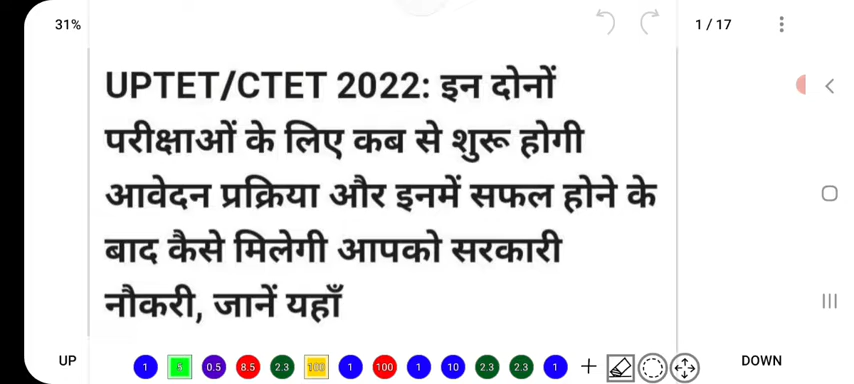 31%
1 / 17
UPTET/CTET 2022: इन दोनों
परीक्षाओं के लिए कब से शुरू होगी
आवेदन प्रक्रिया और इनमें सफल होने के
बाद कैसे मिलेगी आपको सरकारी
नौकरी, जानें यहाँ
UP 1 5 0.5 8.5 2.3 100 1 100 1 10 2.3 2.3 1 DOWN